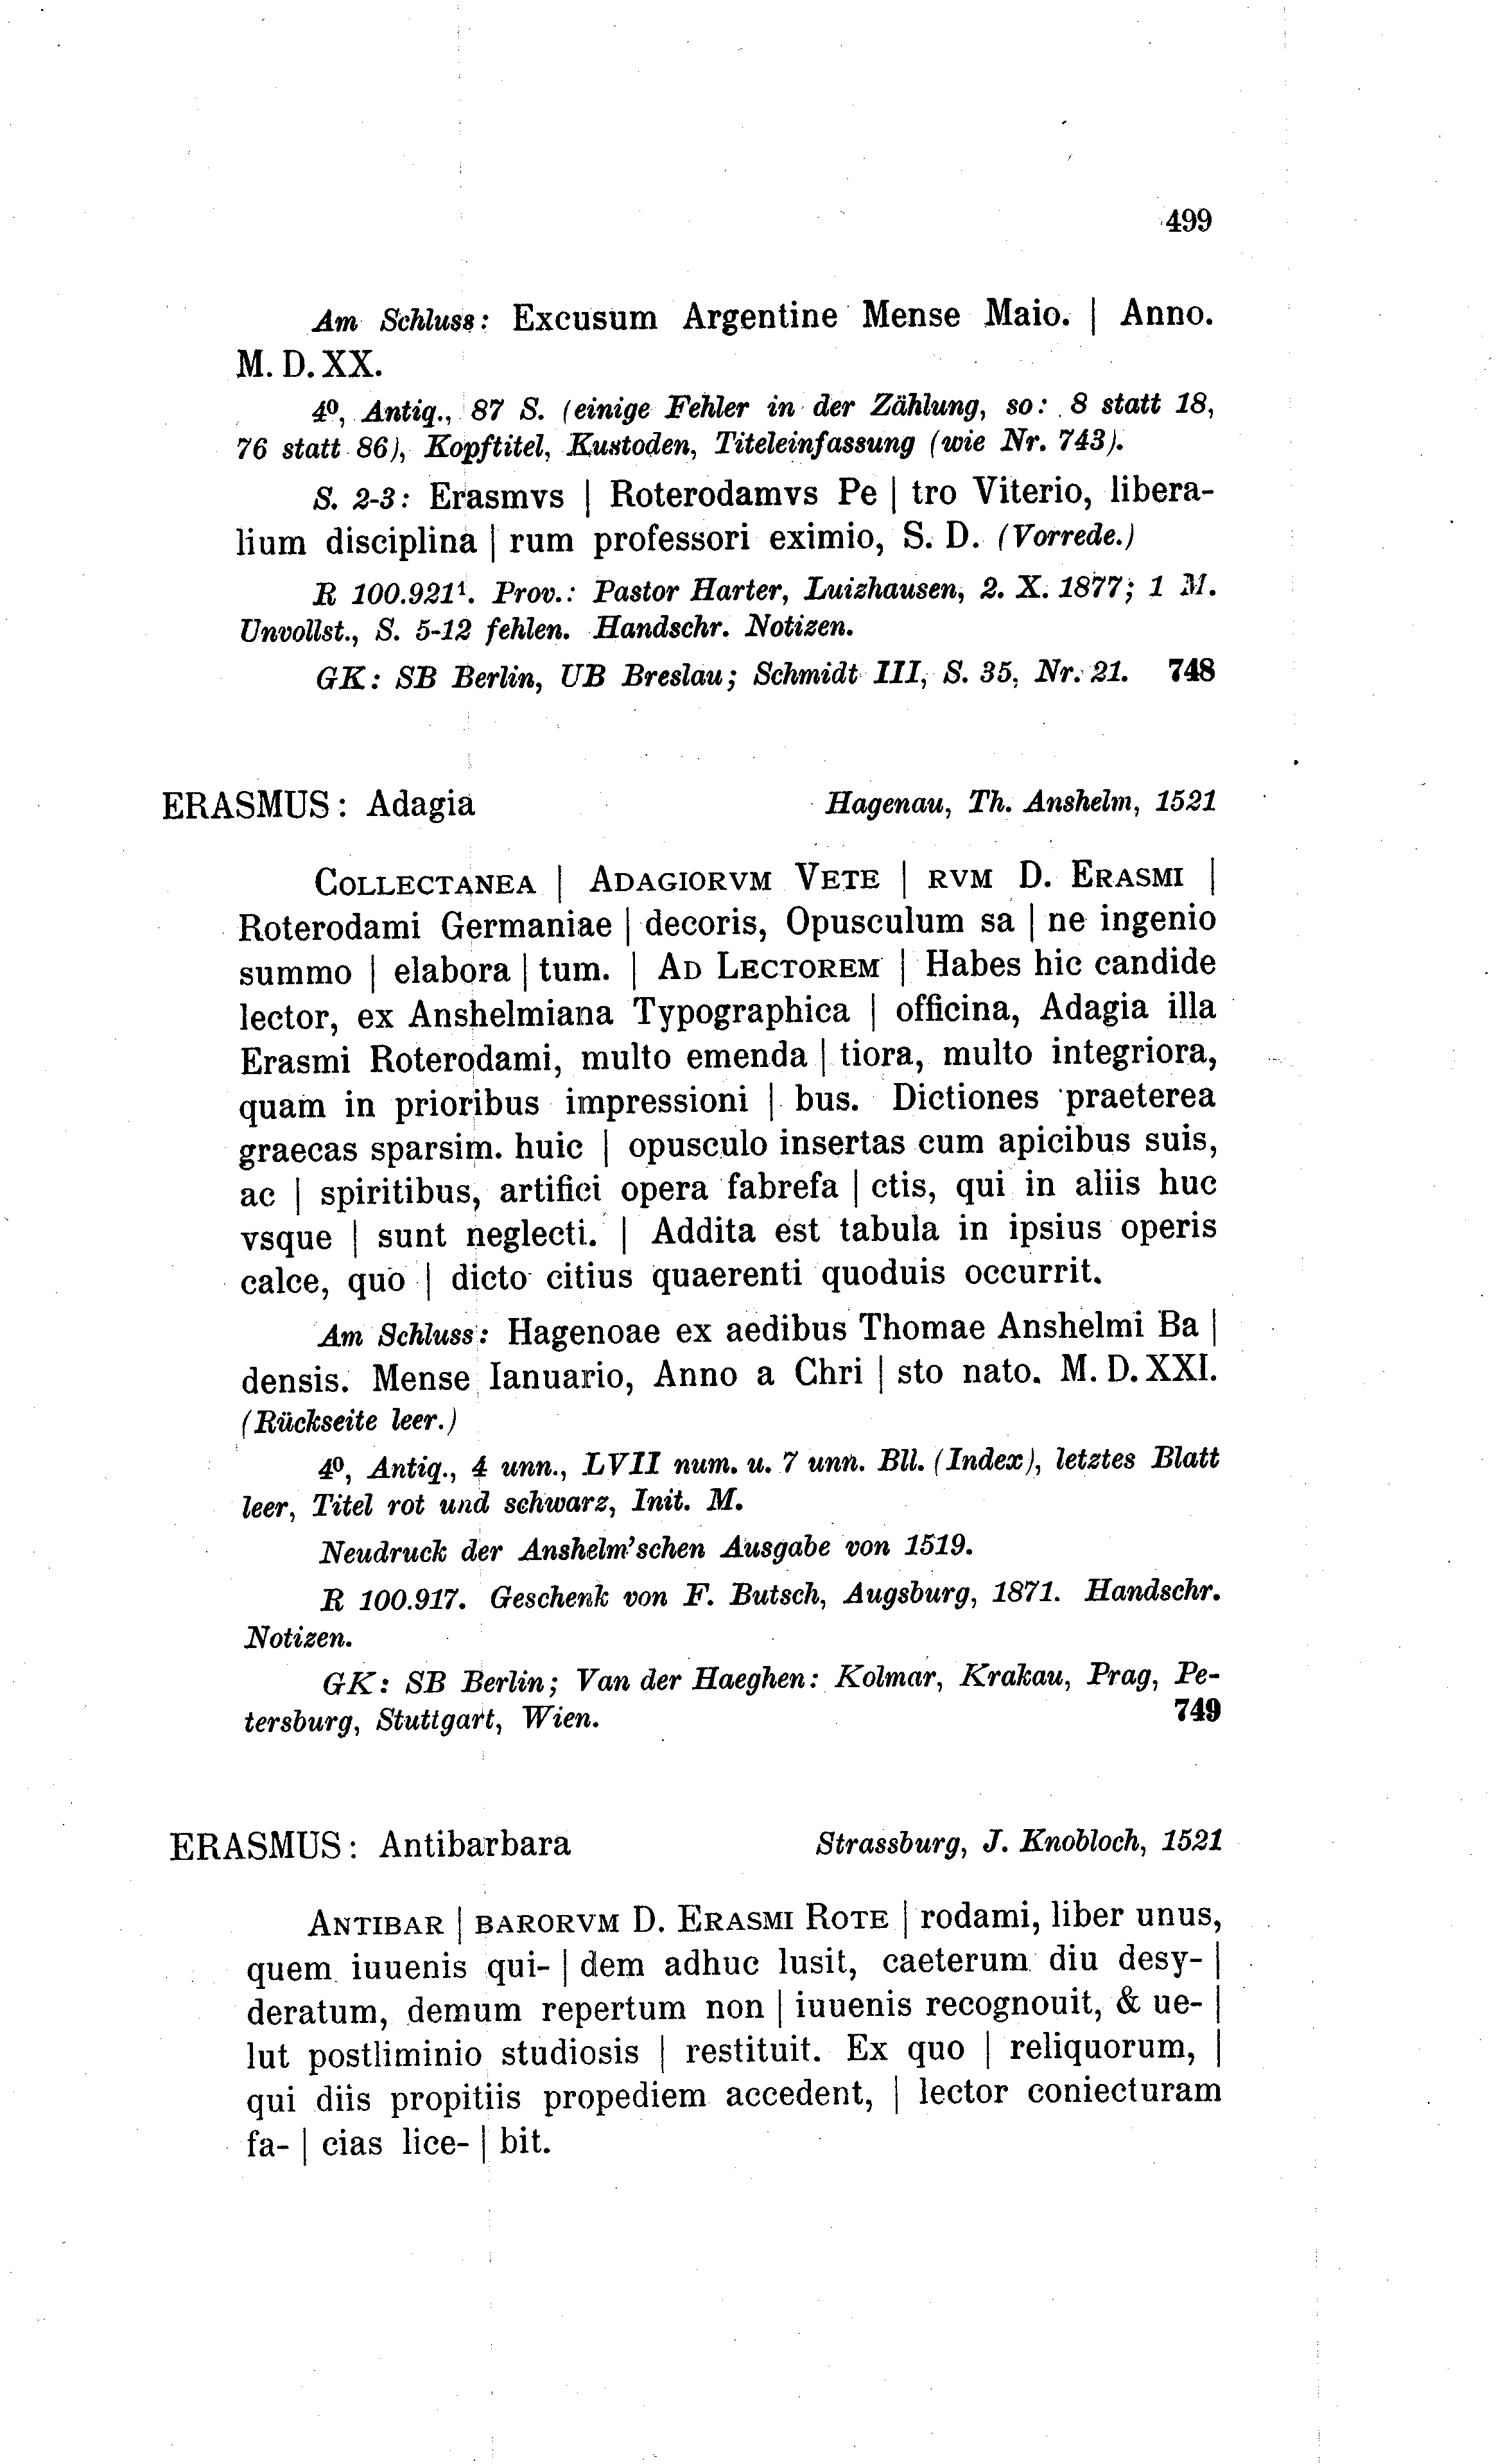 499
Am Schluss: Excusum Argentine Mense Maio. | Anno.
M. D. XX.
4⁰, Antiq., 87 S. (einige Fehler in der Zählung, so: 8 statt 18,
76 statt 86), Kopftitel, Kustoden, Titeleinfassung (wie Nr. 743).
S. 2-3: Erasmvs | Roterodamvs Pe | tro Viterio, libera-
lium disciplina | rum professori eximio, S. D. (Vorrede.)
R 100.921¹. Prov.: Pastor Harter, Luizhausen, 2. X. 1877; 1 M.
Unvollst., S. 5-12 fehlen. Handschr. Notizen.
GK: SB Berlin, UB Breslau; Schmidt III, S. 35, Nr. 21. 748
ERASMUS: Adagia Hagenau, Th. Anshelm, 1521
COLLECTANEA | ADAGIORVM VETE | RVM D. ERASMI |
Roterodami Germaniae | decoris, Opusculum sa | ne ingenio
summo | elabora | tum. | AD LECTOREM | Habes hic candide
lector, ex Anshelmiana Typographica | officina, Adagia illa
Erasmi Roterodami, multo emenda | tiora, multo integriora,
quam in prioribus impressioni | bus. Dictiones praeterea
graecas sparsim. huic | opusculo insertas cum apicibus suis,
ac | spiritibus, artifici opera fabrefa | ctis, qui in aliis huc
vsque | sunt neglecti. | Addita est tabula in ipsius operis
calce, quo | dicto citius quaerenti quoduis occurrit.
Am Schluss: Hagenoae ex aedibus Thomae Anshelmi Ba |
densis. Mense Ianuario, Anno a Chri | sto nato. M. D. XXI.
(Rückseite leer.)
4⁰, Antiq., 4 unn., LVII num. u. 7 unn. Bll. (Index), letztes Blatt
leer, Titel rot und schwarz, Init. M.
Neudruck der Anshelm'schen Ausgabe von 1519.
R 100.917. Geschenk von F. Butsch, Augsburg, 1871. Handschr.
Notizen.
GK: SB Berlin; Van der Haeghen: Kolmar, Krakau, Prag, Pe-
tersburg, Stuttgart, Wien. 749
ERASMUS: Antibarbara Strassburg, J. Knobloch, 1521
ANTIBAR | BARORVM D. ERASMI ROTE | rodami, liber unus,
quem iuuenis qui- | dem adhuc lusit, caeterum diu desy- |
deratum, demum repertum non | iuuenis recognouit, & ue- |
lut postliminio studiosis | restituit. Ex quo | reliquorum, |
qui diis propitiis propediem accedent, | lector coniecturam
fa- | cias lice- | bit.